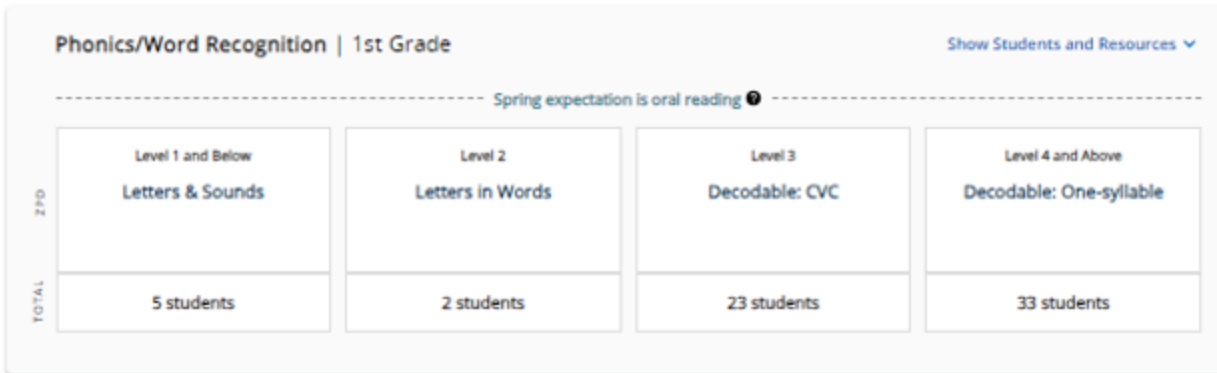 Phonics/Word Recognition | 1st Grade
Show Students and Resources
Spring expectation is oral reading ?
ZPD
Level 1 and Below
Letters & Sounds
Level 2
Letters in Words
Level 3
Decodable: CVC
Level 4 and Above
Decodable: One-syllable
TOTAL
5 students
2 students
23 students
33 students